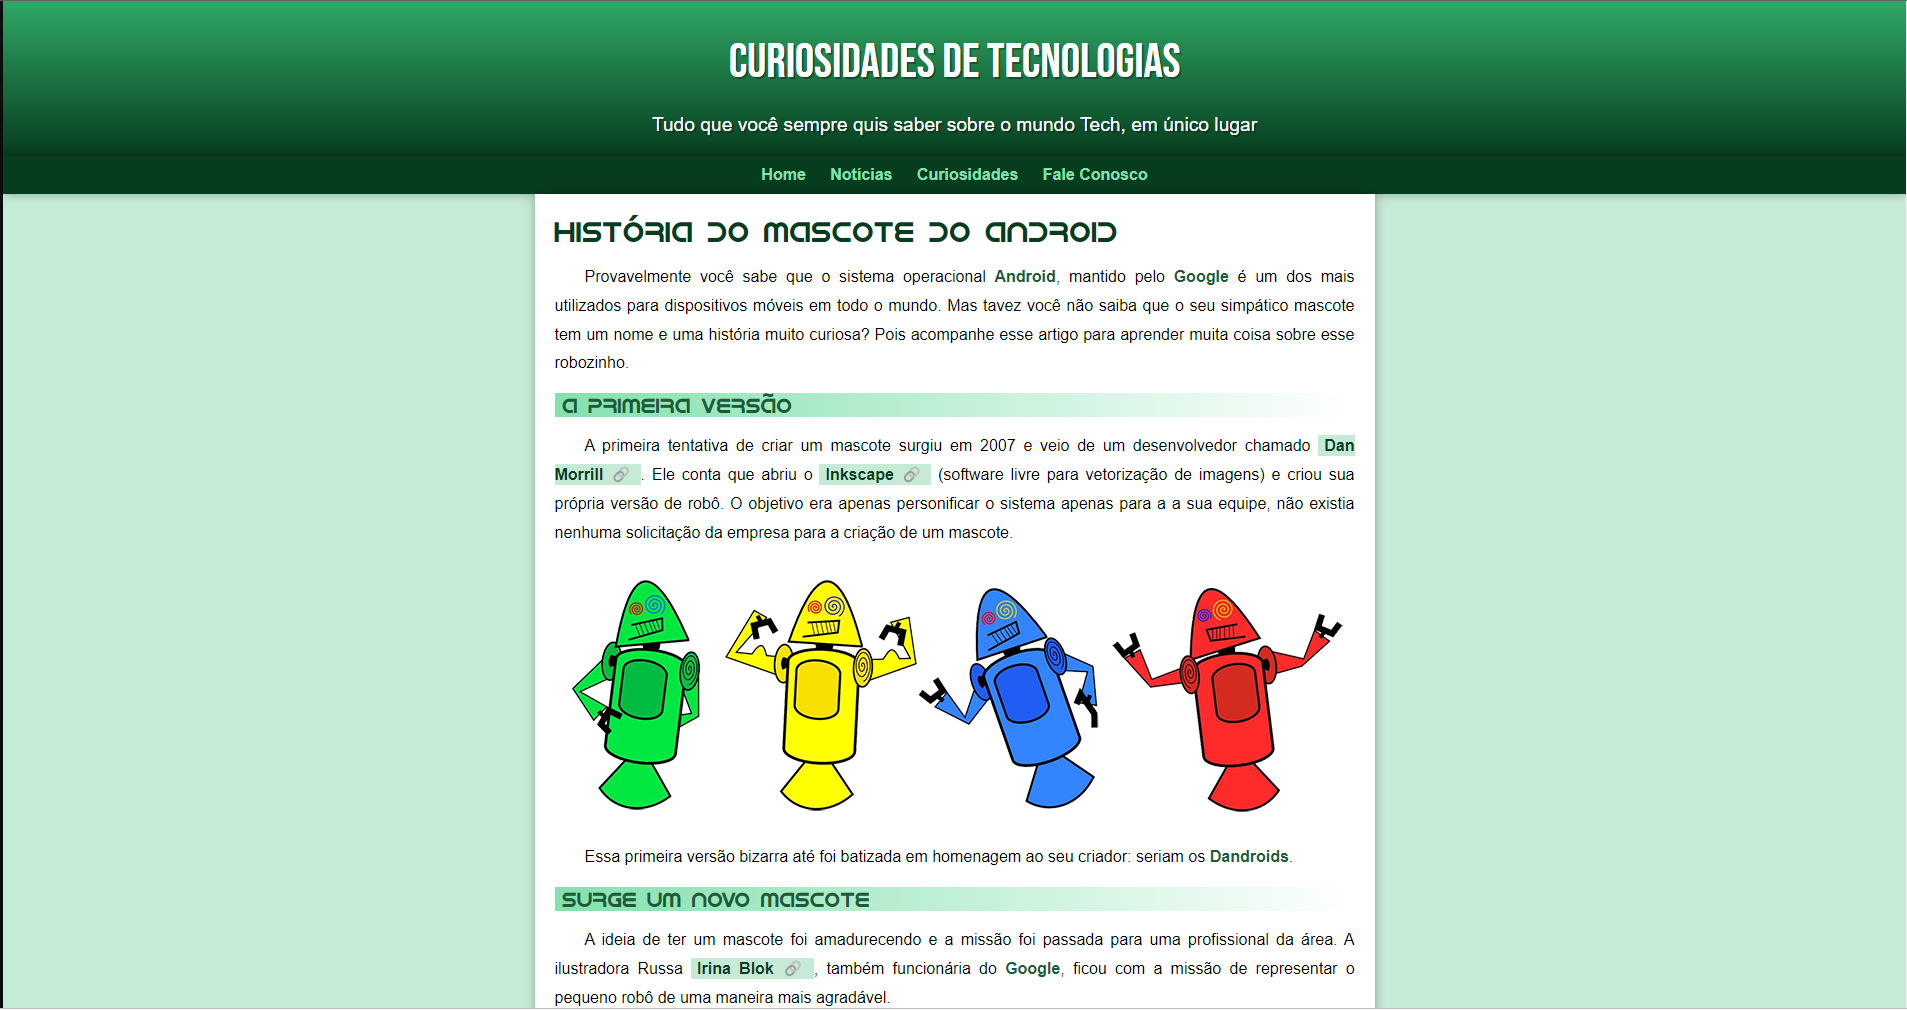 CURIOSIDADES DE TECNOLOGIAS
Tudo que você sempre quis saber sobre o mundo Tech, em único lugar
Home Notícias Curiosidades Fale Conosco
História do Mascote do Android
Provavelmente você sabe que o sistema operacional Android, mantido pelo Google é um dos mais
utilizados para dispositivos móveis em todo o mundo. Mas tavez você não saiba que o seu simpático mascote
tem um nome e uma história muito curiosa? Pois acompanhe esse artigo para aprender muita coisa sobre esse
robozinho.
A primeira versão
A primeira tentativa de criar um mascote surgiu em 2007 e veio de um desenvolvedor chamado Dan
Morrill 🔗. Ele conta que abriu o Inkscape 🔗 (software livre para vetorização de imagens) e criou sua
própria versão de robô. O objetivo era apenas personificar o sistema apenas para a a sua equipe, não existia
nenhuma solicitação da empresa para a criação de um mascote.
Essa primeira versão bizarra até foi batizada em homenagem ao seu criador: seriam os Dandroids.
Surge um novo mascote
A ideia de ter um mascote foi amadurecendo e a missão foi passada para uma profissional da área. A
ilustradora Russa Irina Blok 🔗, também funcionária do Google, ficou com a missão de representar o
pequeno robô de uma maneira mais agradável.